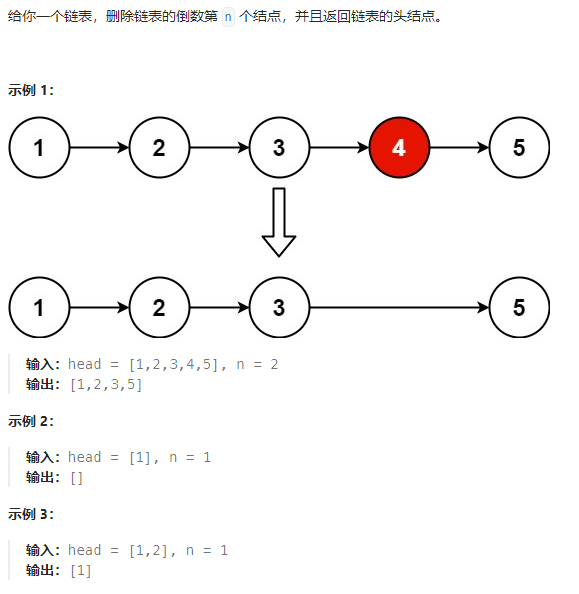 给你一个链表，删除链表的倒数第 n 个结点，并且返回链表的头结点。
示例 1：
1 2 3 4 5
1 2 3 5
输入：head = [1,2,3,4,5], n = 2
输出：[1,2,3,5]
示例 2：
输入：head = [1], n = 1
输出：[]
示例 3：
输入：head = [1,2], n = 1
输出：[1]